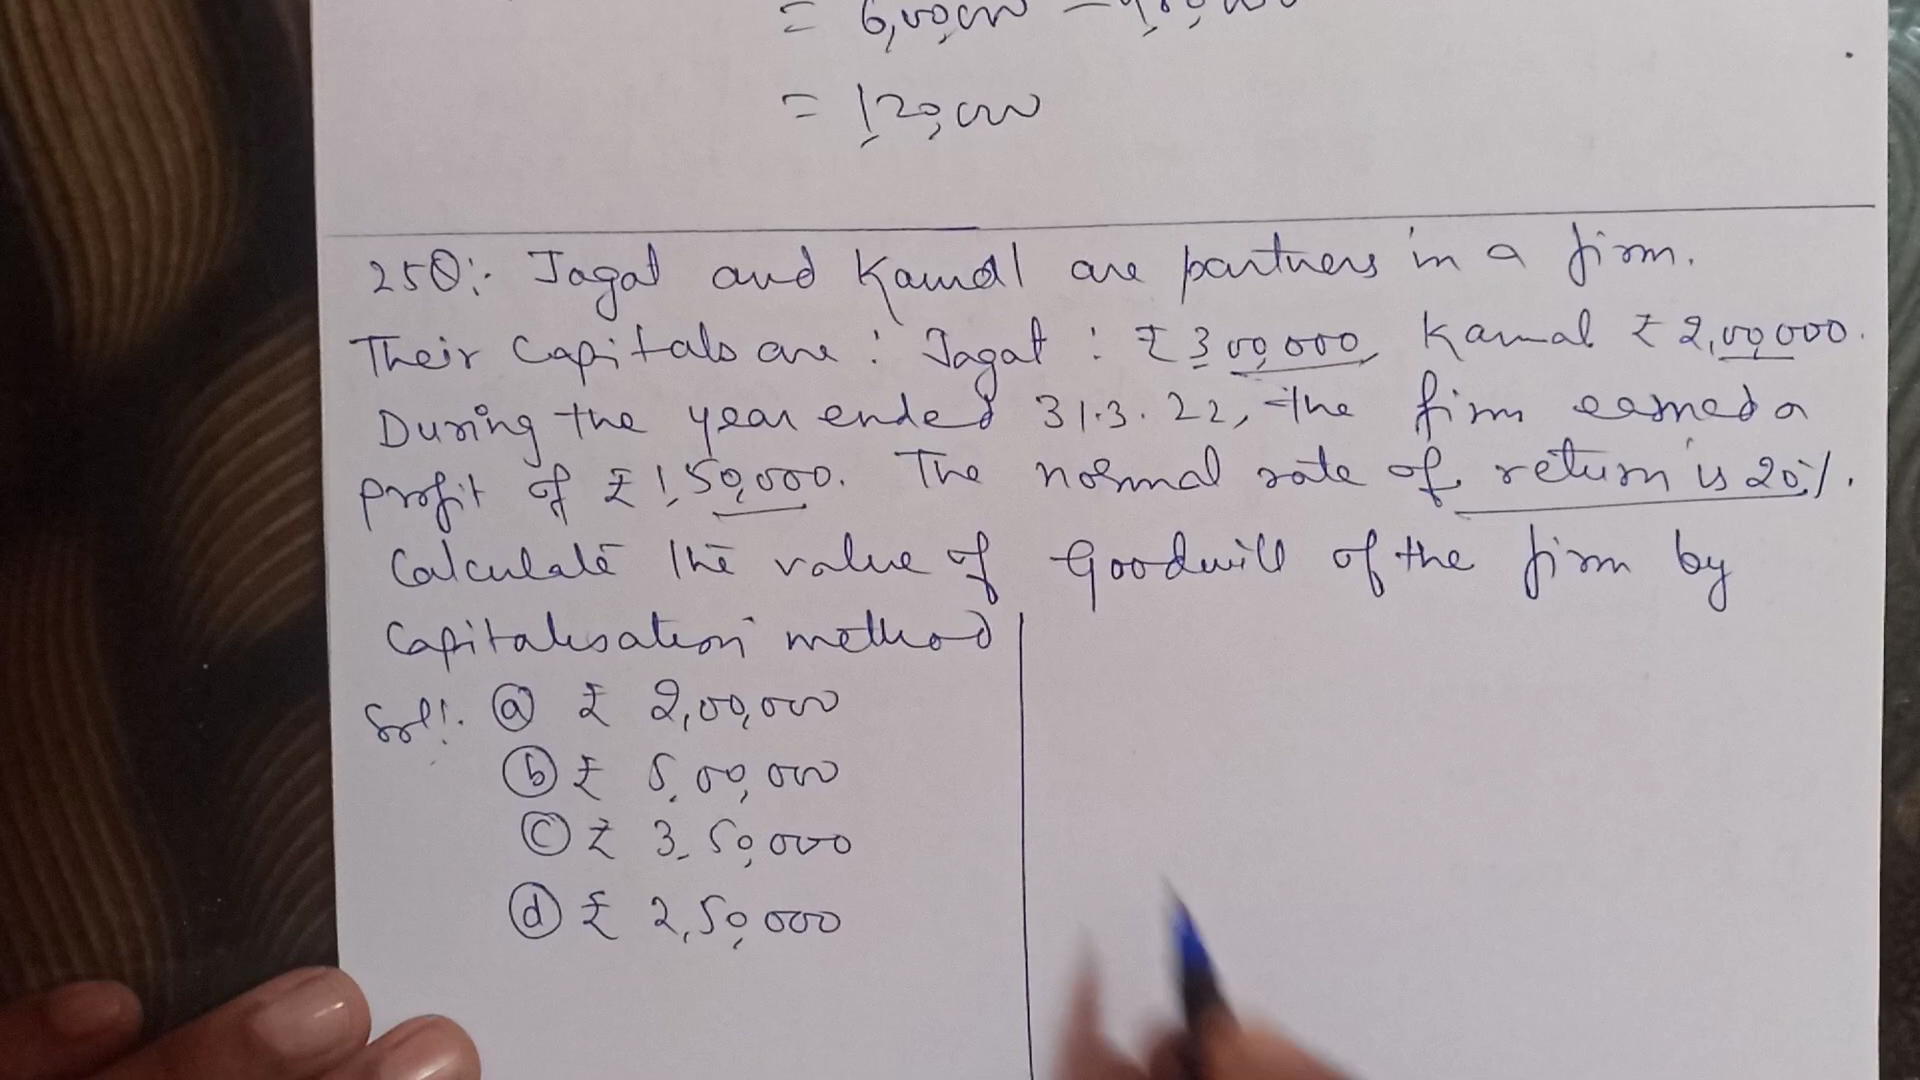 = 6,00,000 -
= 1,20,000
25Q:- Jagat and Kamal are partners in a firm.
Their Capitals are : Jagat : ₹ 3,00,000, Kamal ₹ 2,00,000.
During the year ended 31.3.22, the firm earned a
profit of ₹ 1,50,000. The normal rate of return is 20%.
Calculate the value of Goodwill of the firm by
Capitalisation method
Sol:. (a) ₹ 2,00,000
(b) ₹ 5,00,000
(c) ₹ 3,50,000
(d) ₹ 2,50,000